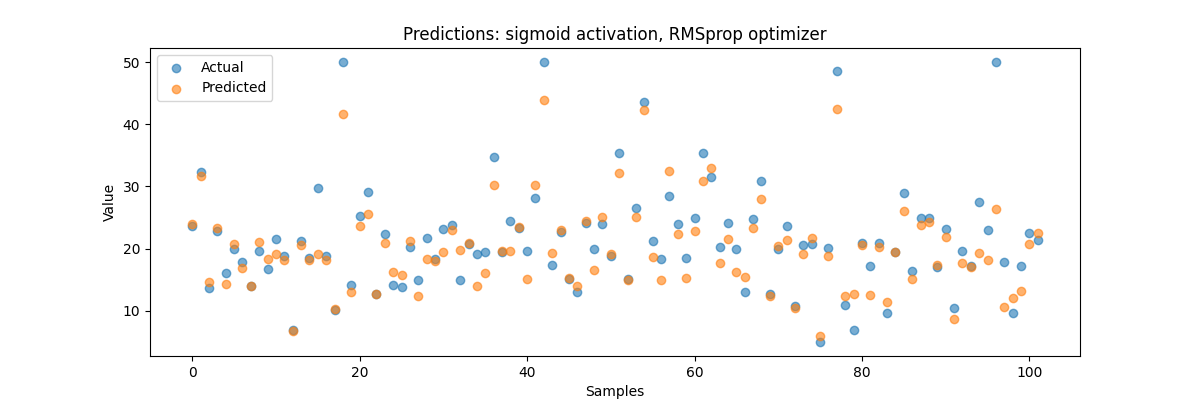 Predictions: sigmoid activation, RMSprop optimizer
Actual
Predicted
Value
50
40
30
20
10
0
20
40
60
80
100
Samples